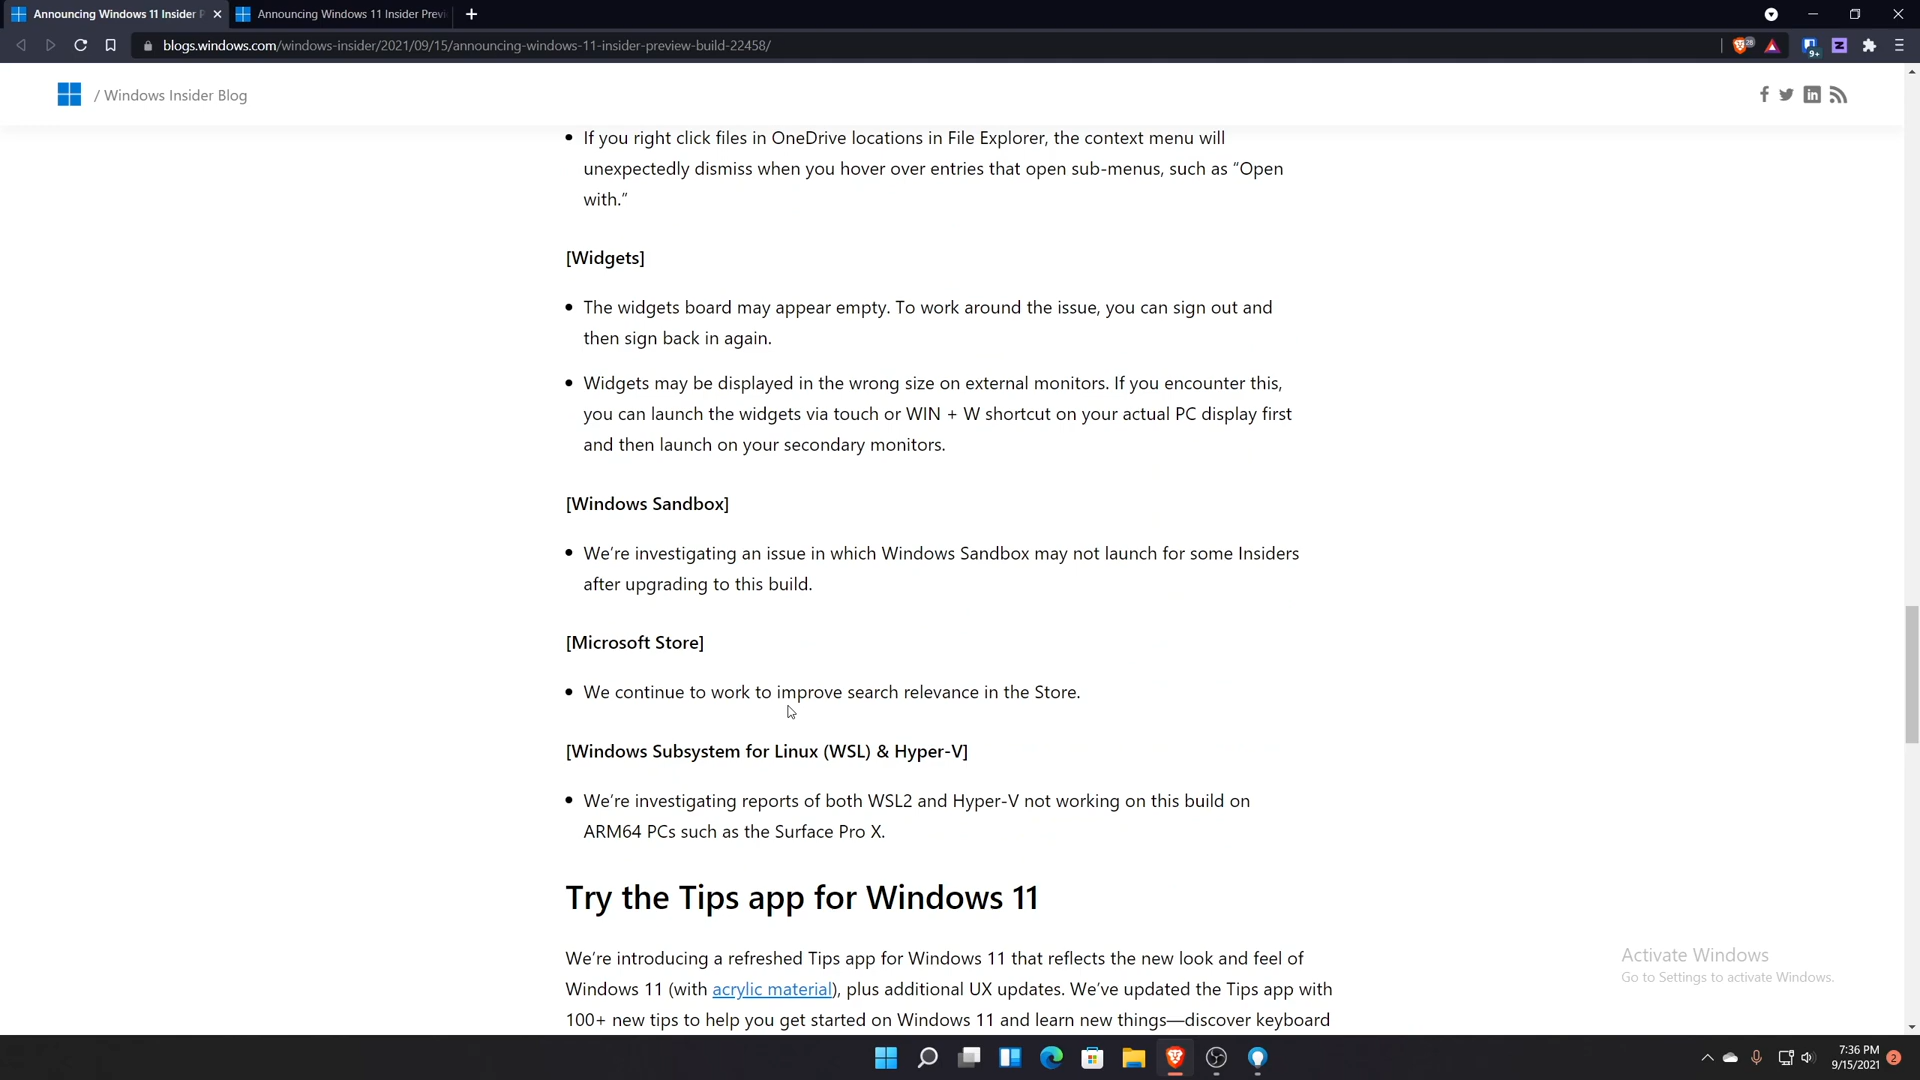 Announcing Windows 11 Insider P
Announcing Windows 11 Insider Previ
blogs.windows.com/windows-insider/2021/09/15/announcing-windows-11-insider-preview-build-22458/
28
9+
/ Windows Insider Blog
• If you right click files in OneDrive locations in File Explorer, the context menu will
unexpectedly dismiss when you hover over entries that open sub-menus, such as “Open
with.”
[Widgets]
• The widgets board may appear empty. To work around the issue, you can sign out and
then sign back in again.
• Widgets may be displayed in the wrong size on external monitors. If you encounter this,
you can launch the widgets via touch or WIN + W shortcut on your actual PC display first
and then launch on your secondary monitors.
[Windows Sandbox]
• We’re investigating an issue in which Windows Sandbox may not launch for some Insiders
after upgrading to this build.
[Microsoft Store]
• We continue to work to improve search relevance in the Store.
[Windows Subsystem for Linux (WSL) & Hyper-V]
• We’re investigating reports of both WSL2 and Hyper-V not working on this build on
ARM64 PCs such as the Surface Pro X.
Try the Tips app for Windows 11
We’re introducing a refreshed Tips app for Windows 11 that reflects the new look and feel of
Windows 11 (with acrylic material), plus additional UX updates. We’ve updated the Tips app with
100+ new tips to help you get started on Windows 11 and learn new things—discover keyboard
Activate Windows
Go to Settings to activate Windows.
7:36 PM
9/15/2021
2